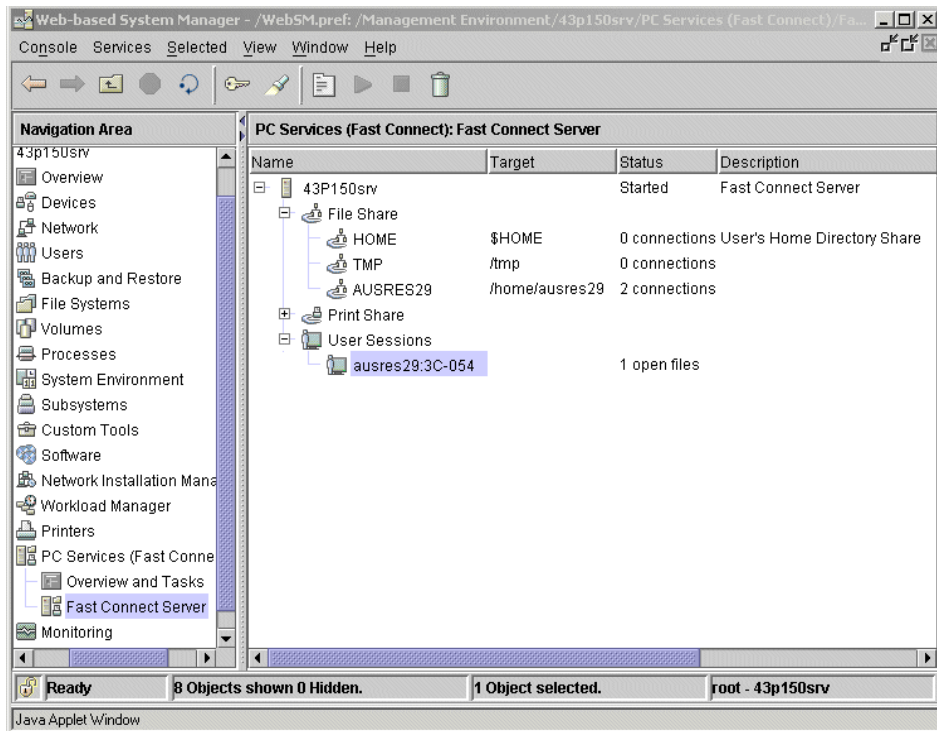 Web-based System Manager - /WebSM.pref: /Management Environment/43p150srv/PC Services (Fast Connect)/Fa...
Console Services Selected View Window Help
Navigation Area
PC Services (Fast Connect): Fast Connect Server
43p150srv
Overview
Devices
Network
Users
Backup and Restore
File Systems
Volumes
Processes
System Environment
Subsystems
Custom Tools
Software
Network Installation Mana
Workload Manager
Printers
PC Services (Fast Conne
Overview and Tasks
Fast Connect Server
Monitoring
Name Target Status Description
43P150srv Started Fast Connect Server
File Share
HOME $HOME 0 connections User's Home Directory Share
TMP /tmp 0 connections
AUSRES29 /home/ausres29 2 connections
Print Share
User Sessions
ausres29:3C-054 1 open files
Ready 8 Objects shown 0 Hidden. 1 Object selected. root - 43p150srv
Java Applet Window